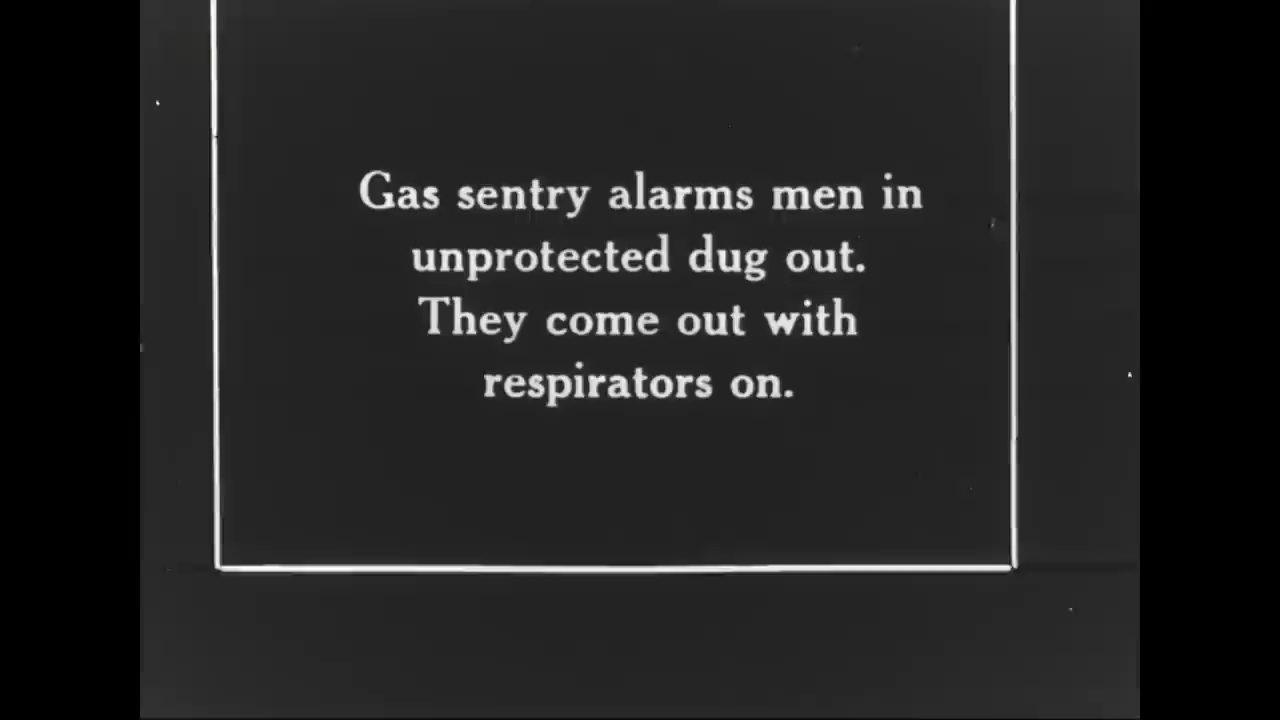 Gas sentry alarms men in
unprotected dug out.
They come out with
respirators on.